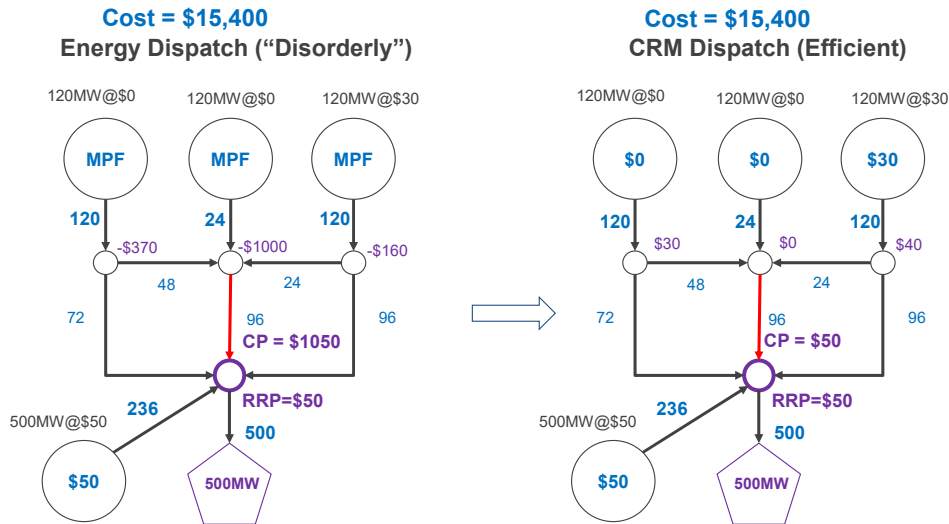 Cost = $15,400
Energy Dispatch (“Disorderly”)
120MW@$0
120MW@$0
120MW@$30
MPF
MPF
MPF
120
24
120
-$370
-$1000
-$160
48
24
72
96
96
CP = $1050
RRP=$50
500MW@$50
236
500
$50
500MW
Cost = $15,400
CRM Dispatch (Efficient)
120MW@$0
120MW@$0
120MW@$30
$0
$0
$30
120
24
120
$30
$0
$40
48
24
72
96
96
CP = $50
RRP=$50
500MW@$50
236
500
$50
500MW